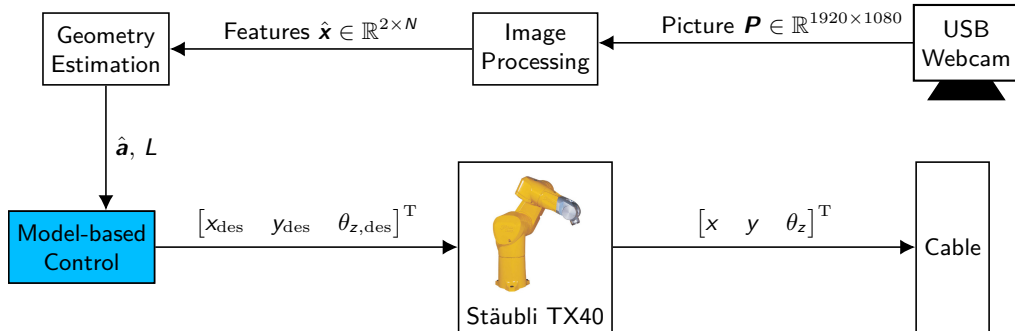 Geometry
Estimation
Features x̂ ∈ ℝ^{2×N}
Image
Processing
Picture P ∈ ℝ^{1920×1080}
USB
Webcam
â, L
Model-based
Control
[x_des y_des θ_{z,des}]^T
Stäubli TX40
[x y θ_z]^T
Cable